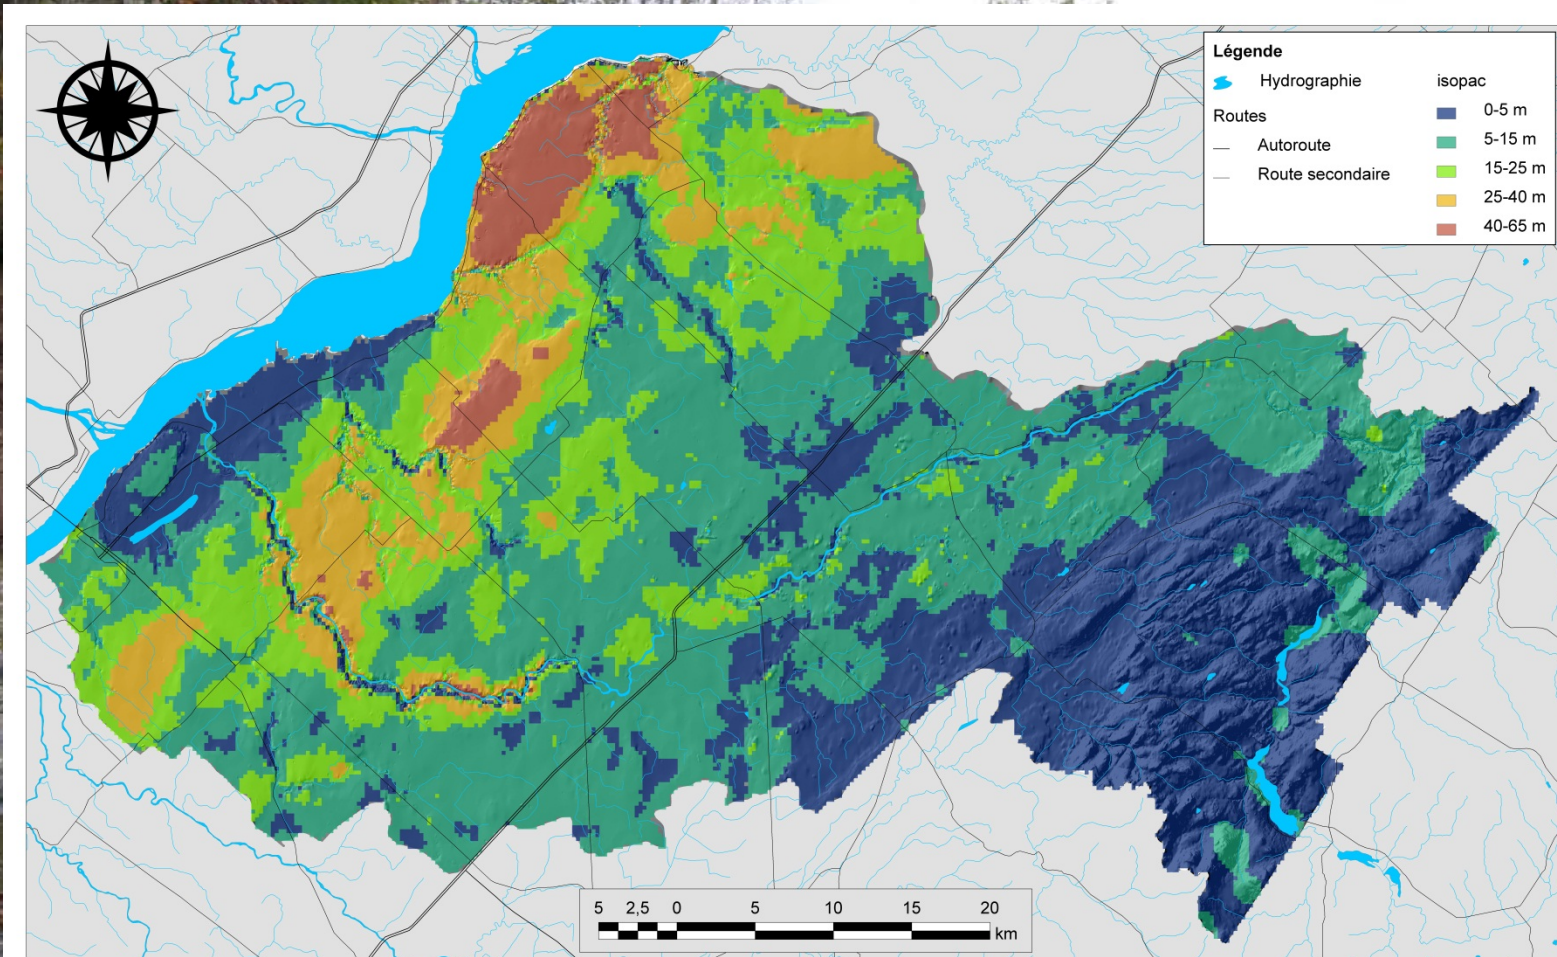 Légende
Hydrographie
Routes
Autoroute
Route secondaire
isopac
0-5 m
5-15 m
15-25 m
25-40 m
40-65 m
5 2,5 0 5 10 15 20
km